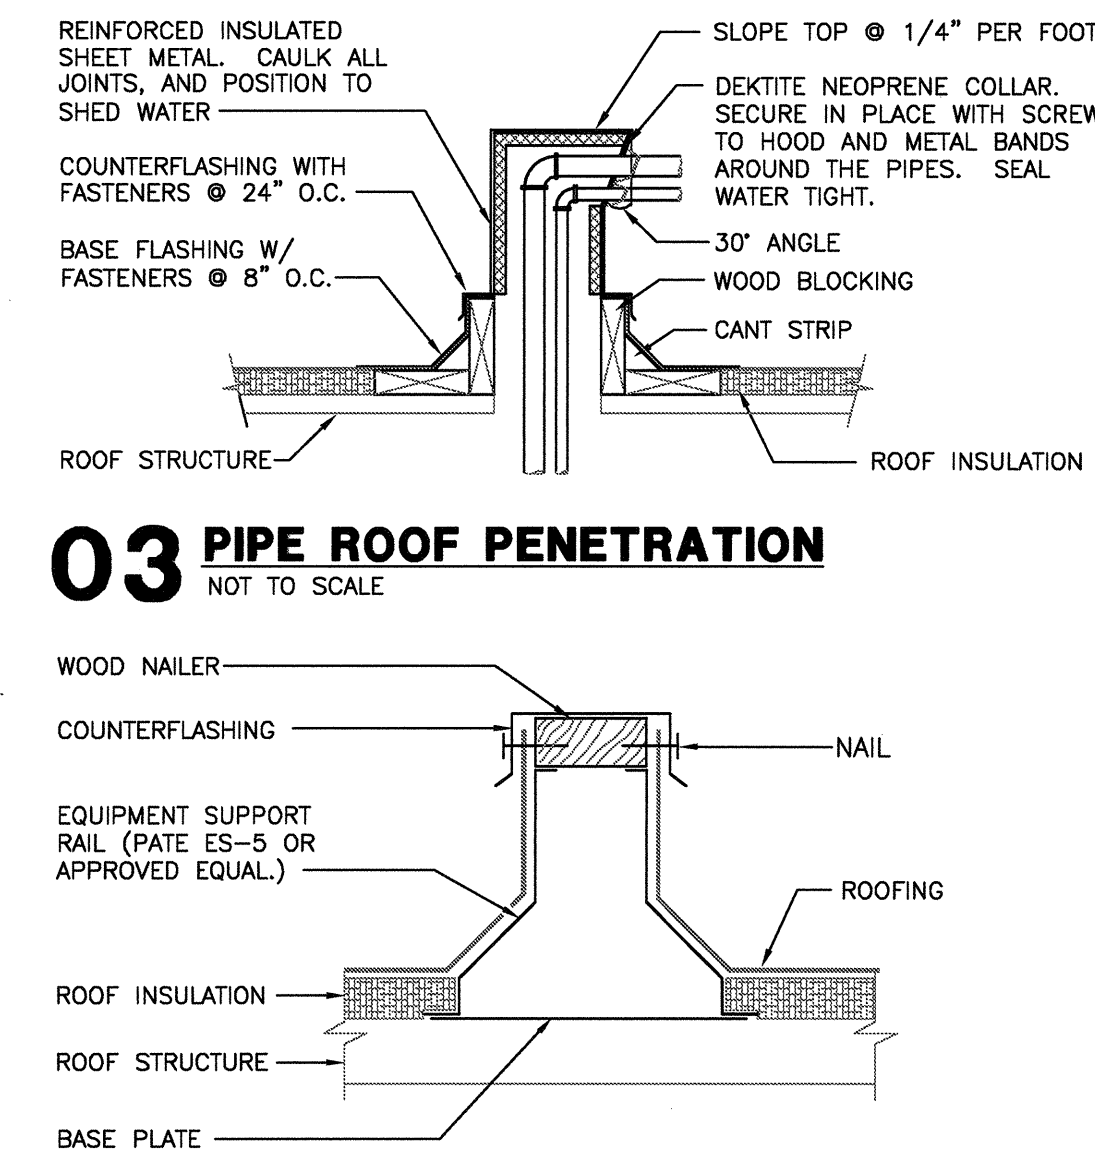 REINFORCED INSULATED
SHEET METAL. CAULK ALL
JOINTS, AND POSITION TO
SHED WATER
COUNTERFLASHING WITH
FASTENERS @ 24" O.C.
BASE FLASHING W/
FASTENERS @ 8" O.C.
SLOPE TOP @ 1/4" PER FOOT
DEKTITE NEOPRENE COLLAR.
SECURE IN PLACE WITH SCREW
TO HOOD AND METAL BANDS
AROUND THE PIPES. SEAL
WATER TIGHT.
30° ANGLE
WOOD BLOCKING
CANT STRIP
ROOF STRUCTURE
ROOF INSULATION
03 PIPE ROOF PENETRATION
NOT TO SCALE
WOOD NAILER
COUNTERFLASHING
NAIL
EQUIPMENT SUPPORT
RAIL (PATE ES-5 OR
APPROVED EQUAL.)
ROOFING
ROOF INSULATION
ROOF STRUCTURE
BASE PLATE